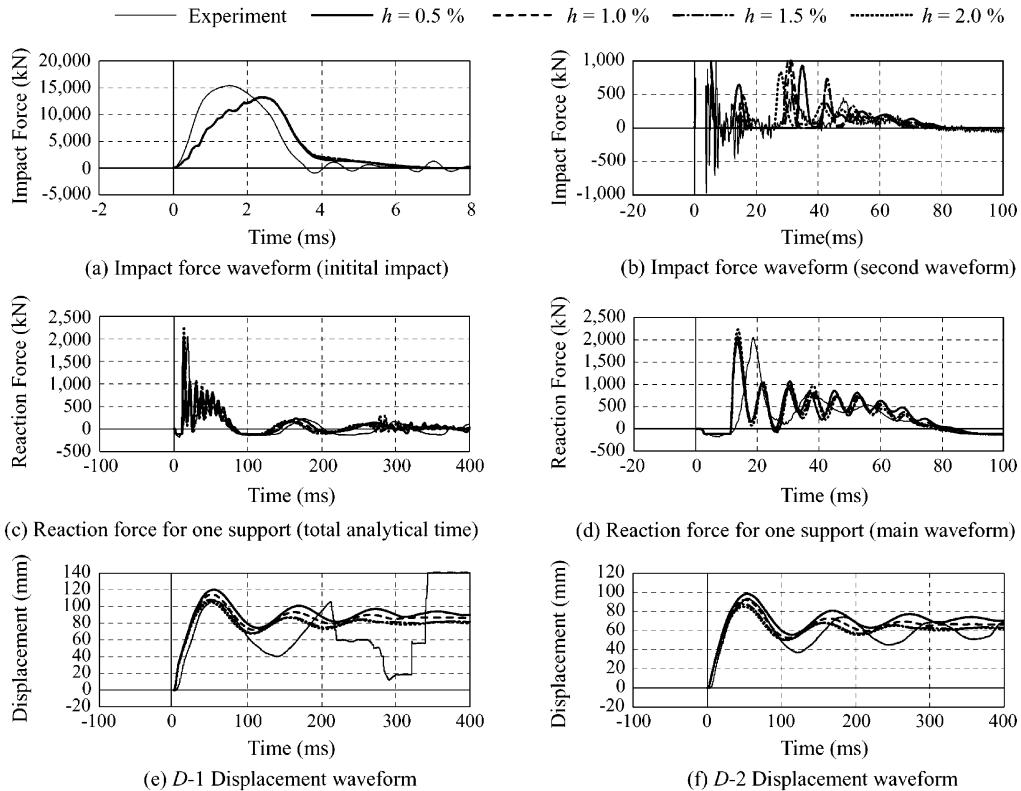 Experiment h = 0.5 % h = 1.0 % h = 1.5 % h = 2.0 %
Impact Force (kN)
20,000
15,000
10,000
5,000
0
-5,000
-2 0 2 4 6 8
Time (ms)
(a) Impact force waveform (initital impact)
Impact Force (kN)
1,000
500
0
-500
-1,000
-20 0 20 40 60 80 100
Time(ms)
(b) Impact force waveform (second waveform)
Reaction Force (kN)
2,500
2,000
1,500
1,000
500
0
-500
-100 0 100 200 300 400
Time (ms)
(c) Reaction force for one support (total analytical time)
Reaction Force (kN)
2,500
2,000
1,500
1,000
500
0
-500
-20 0 20 40 60 80 100
Time (ms)
(d) Reaction force for one support (main waveform)
Displacement (mm)
140
120
100
80
60
40
20
0
-20
-100 0 100 200 300 400
Time (ms)
(e) D-1 Displacement waveform
Displacement (mm)
120
100
80
60
40
20
0
-20
-100 0 100 200 300 400
Time (ms)
(f) D-2 Displacement waveform